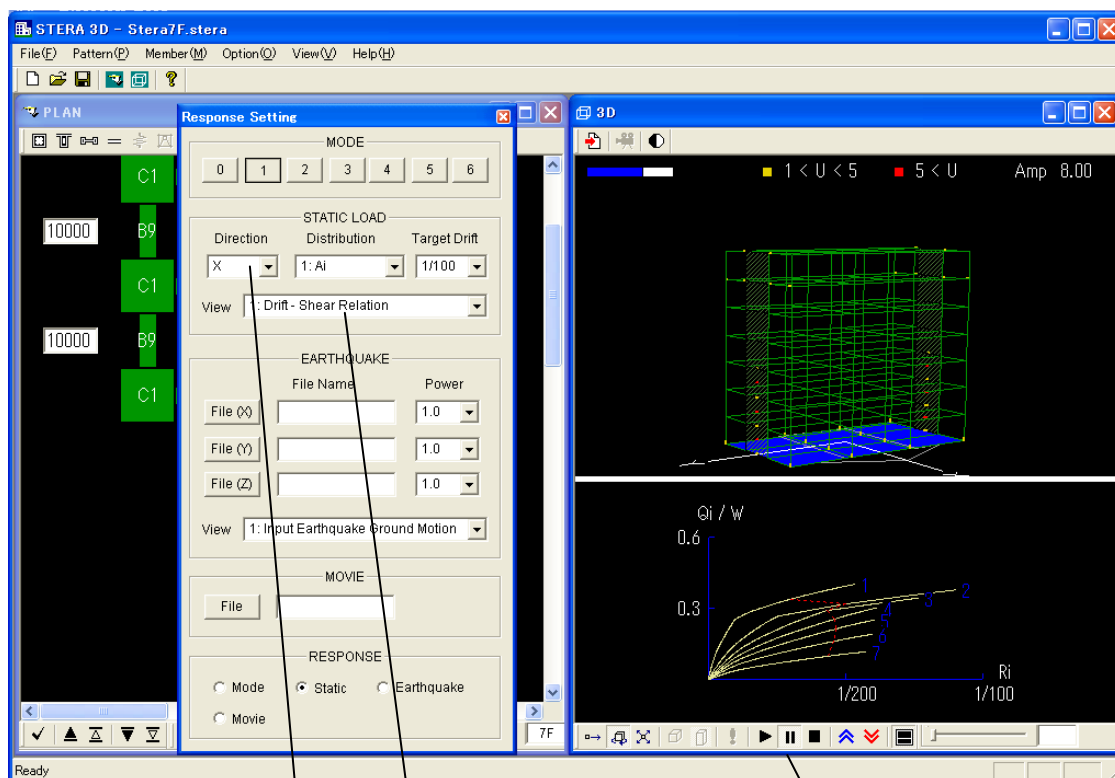 STERA 3D - Stera7F.stera
File(F) Pattern(P) Member(M) Option(O) View(V) Help(H)
PLAN
C1
10000 B9
C1
10000 B9
C1
7F
Response Setting
MODE
0 1 2 3 4 5 6
STATIC LOAD
Direction Distribution Target Drift
X 1: Ai 1/100
View 1: Drift - Shear Relation
EARTHQUAKE
File Name Power
File (X) 1.0
File (Y) 1.0
File (Z) 1.0
View 1: Input Earthquake Ground Motion
MOVIE
File
RESPONSE
Mode Static Earthquake
Movie
3D
1 < U < 5 5 < U Amp 8.00
Qi / W
0.6
0.3
1
2
3
4
5
6
7
Ri
1/200 1/100
Ready